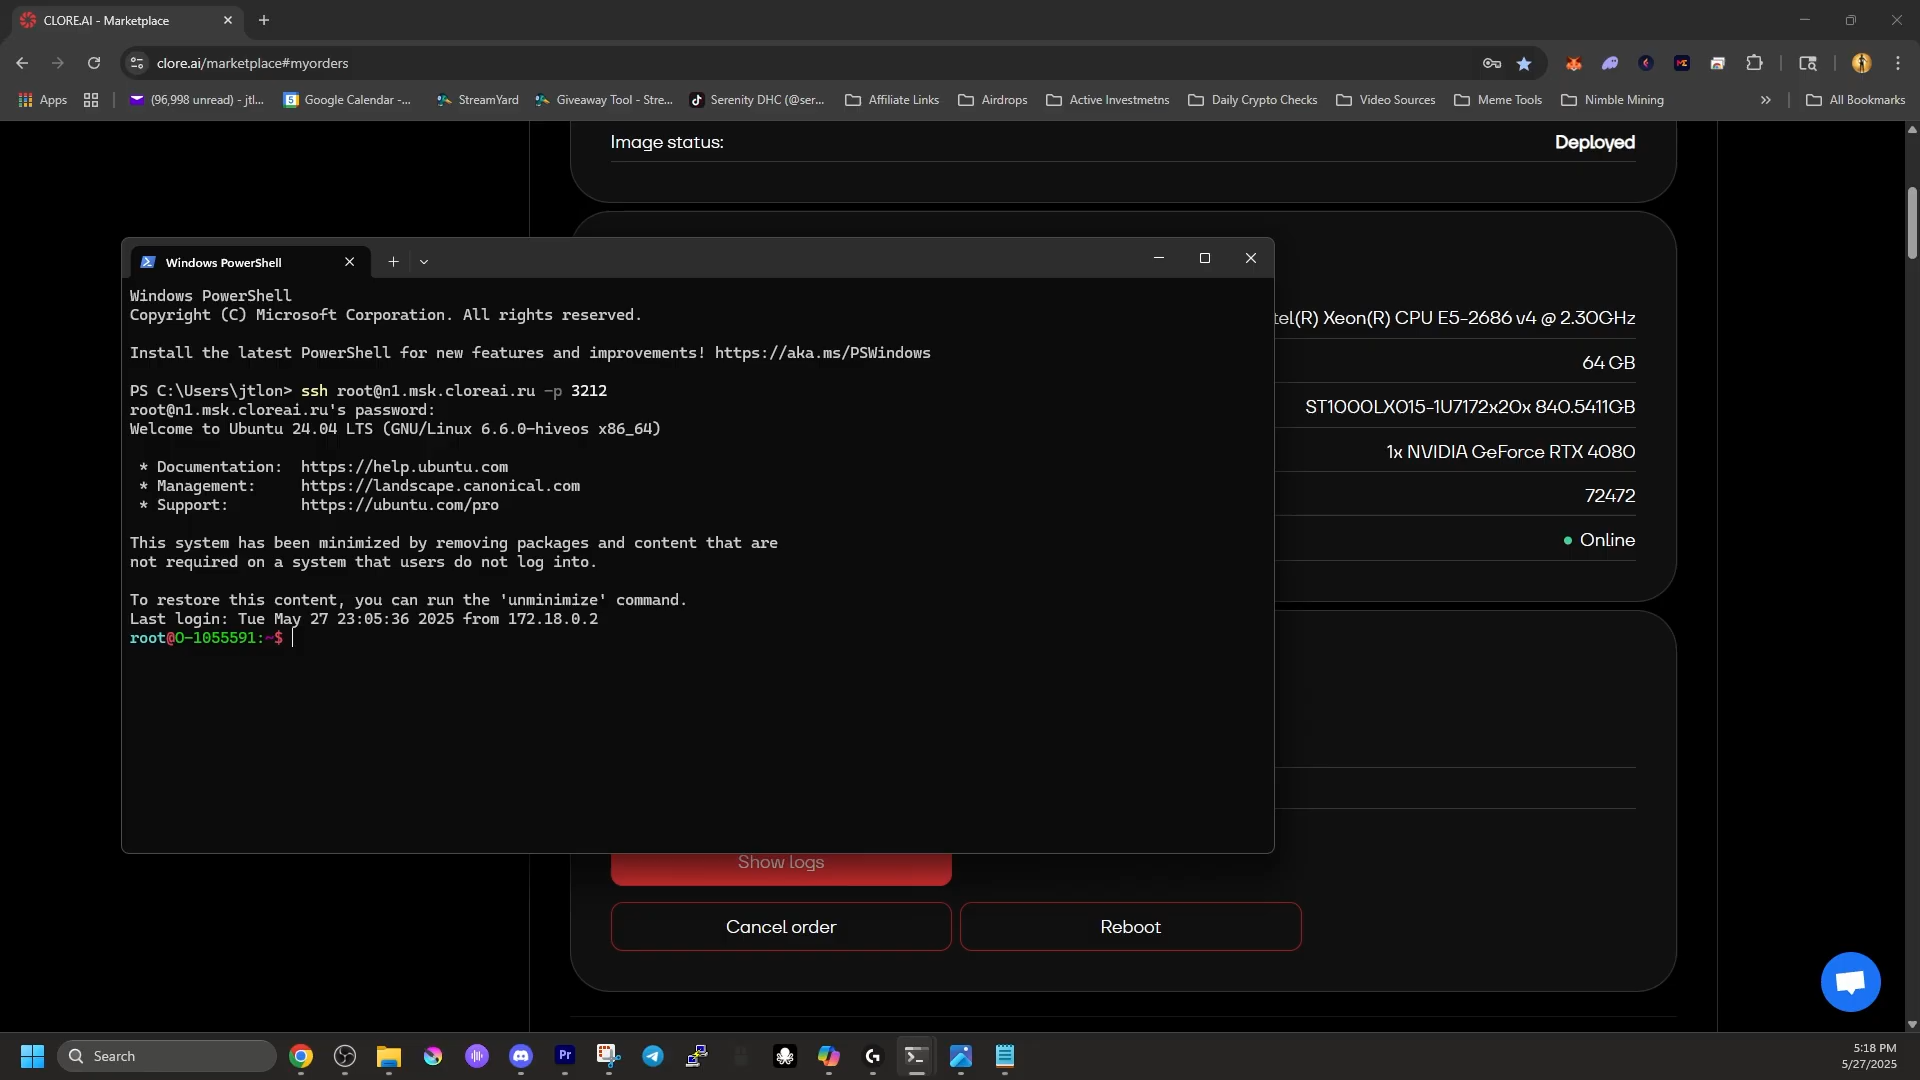 CLORE.AI - Marketplace
clore.ai/marketplace#myorders
Apps
(96,998 unread) - jtl...
Google Calendar -...
StreamYard
Giveaway Tool - Stre...
Serenity DHC (@ser...
Affiliate Links
Airdrops
Active Investmetns
Daily Crypto Checks
Video Sources
Meme Tools
Nimble Mining
All Bookmarks
Image status: Deployed
Windows PowerShell
Windows PowerShell
Copyright (C) Microsoft Corporation. All rights reserved.
Install the latest PowerShell for new features and improvements! https://aka.ms/PSWindows
PS C:\Users\jtlon> ssh root@n1.msk.cloreai.ru -p 3212
root@n1.msk.cloreai.ru's password:
Welcome to Ubuntu 24.04 LTS (GNU/Linux 6.6.0-hiveos x86_64)
* Documentation: https://help.ubuntu.com
* Management: https://landscape.canonical.com
* Support: https://ubuntu.com/pro
This system has been minimized by removing packages and content that are
not required on a system that users do not log into.
To restore this content, you can run the 'unminimize' command.
Last login: Tue May 27 23:05:36 2025 from 172.18.0.2
root@O-1055591:~$
tel(R) Xeon(R) CPU E5-2686 v4 @ 2.30GHz
64 GB
ST1000LX015-1U7172x20x 840.5411GB
1x NVIDIA GeForce RTX 4080
72472
Online
Show logs
Cancel order
Reboot
Search
Pr
5:18 PM
5/27/2025